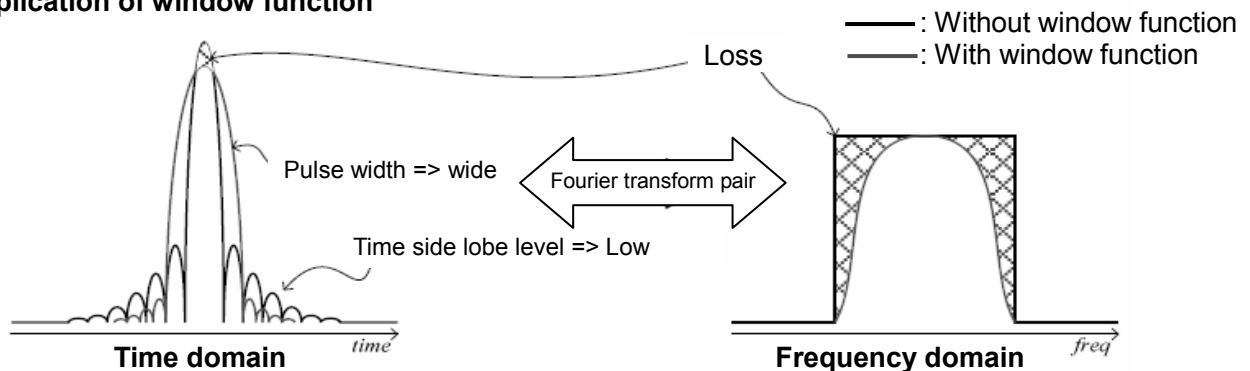 plication of window function
: Without window function
: With window function
Loss
Pulse width => wide
Fourier transform pair
Time side lobe level => Low
time
freq
Time domain
Frequency domain